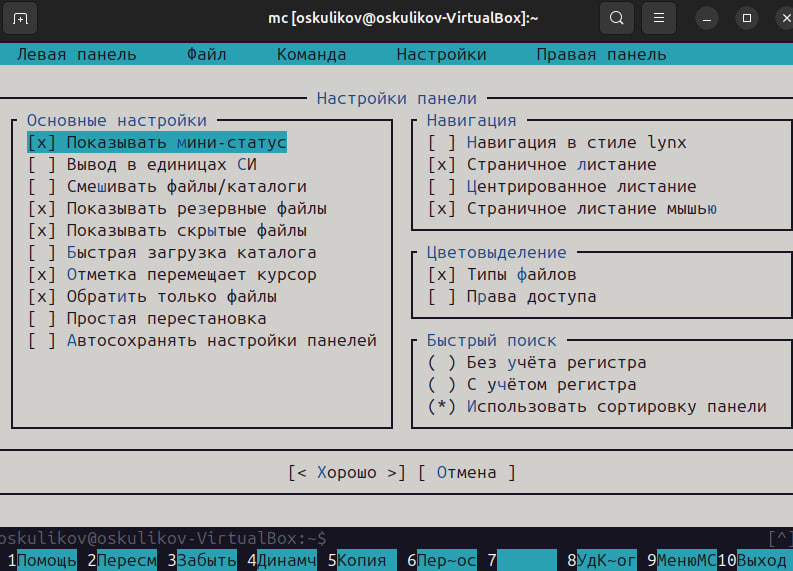 mc [oskulikov@oskulikov-VirtualBox]:~
Левая панель Файл Команда Настройки Правая панель
Настройки панели
Основные настройки
[x] Показывать мини-статус
[ ] Вывод в единицах СИ
[ ] Смешивать файлы/каталоги
[x] Показывать резервные файлы
[x] Показывать скрытые файлы
[ ] Быстрая загрузка каталога
[x] Отметка перемещает курсор
[x] Обратить только файлы
[ ] Простая перестановка
[ ] Автосохранять настройки панелей
Навигация
[ ] Навигация в стиле lynx
[x] Страничное листание
[ ] Центрированное листание
[x] Страничное листание мышью
Цветовыделение
[x] Типы файлов
[ ] Права доступа
Быстрый поиск
( ) Без учёта регистра
( ) С учётом регистра
(*) Использовать сортировку панели
[< Хорошо >] [ Отмена ]
oskulikov@oskulikov-VirtualBox:~$ [^]
1Помощь 2Пересм 3Забыть 4Динамч 5Копия 6Пер~ос 7 8УдК~ог 9МенюМС 10Выход